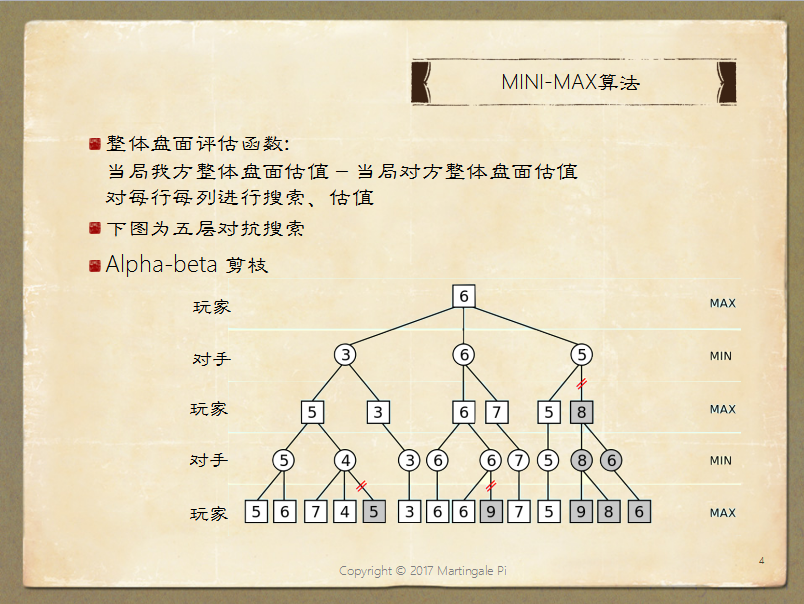 MINI-MAX算法
整体盘面评估函数:
当局我方整体盘面估值 – 当局对方整体盘面估值
对每行每列进行搜索、估值
下图为五层对抗搜索
Alpha-beta 剪枝
玩家 6 MAX
对手 3 6 5 MIN
玩家 5 3 6 7 5 8 MAX
对手 5 4 3 6 6 7 5 8 6 MIN
玩家 5 6 7 4 5 3 6 6 9 7 5 9 8 6 MAX
4
Copyright © 2017 Martingale Pi